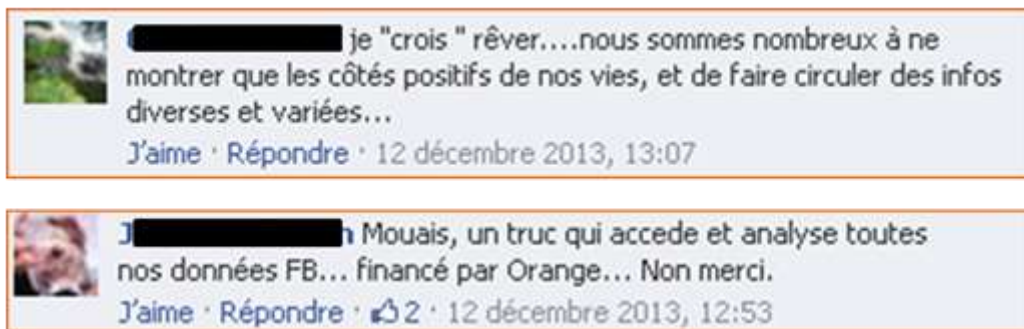 je "crois " rêver....nous sommes nombreux à ne
montrer que les côtés positifs de nos vies, et de faire circuler des infos
diverses et variées...
J'aime · Répondre · 12 décembre 2013, 13:07
J Mouais, un truc qui accede et analyse toutes
nos données FB... financé par Orange... Non merci.
J'aime · Répondre · 2 · 12 décembre 2013, 12:53